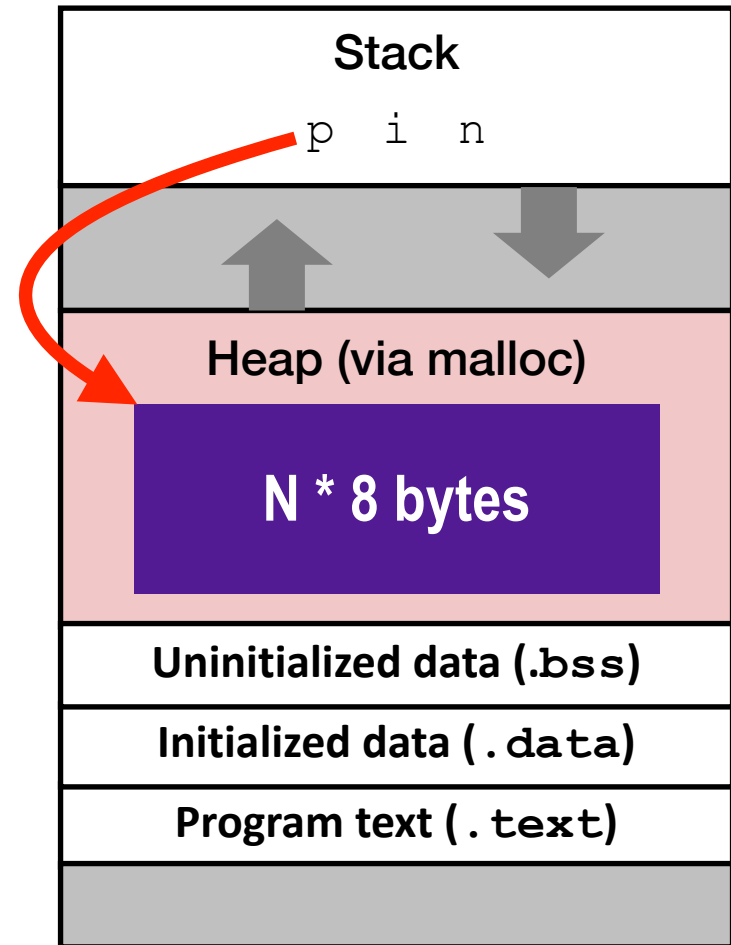 Stack
p i n
Heap (via malloc)
N * 8 bytes
Uninitialized data (.bss)
Initialized data (.data)
Program text (.text)